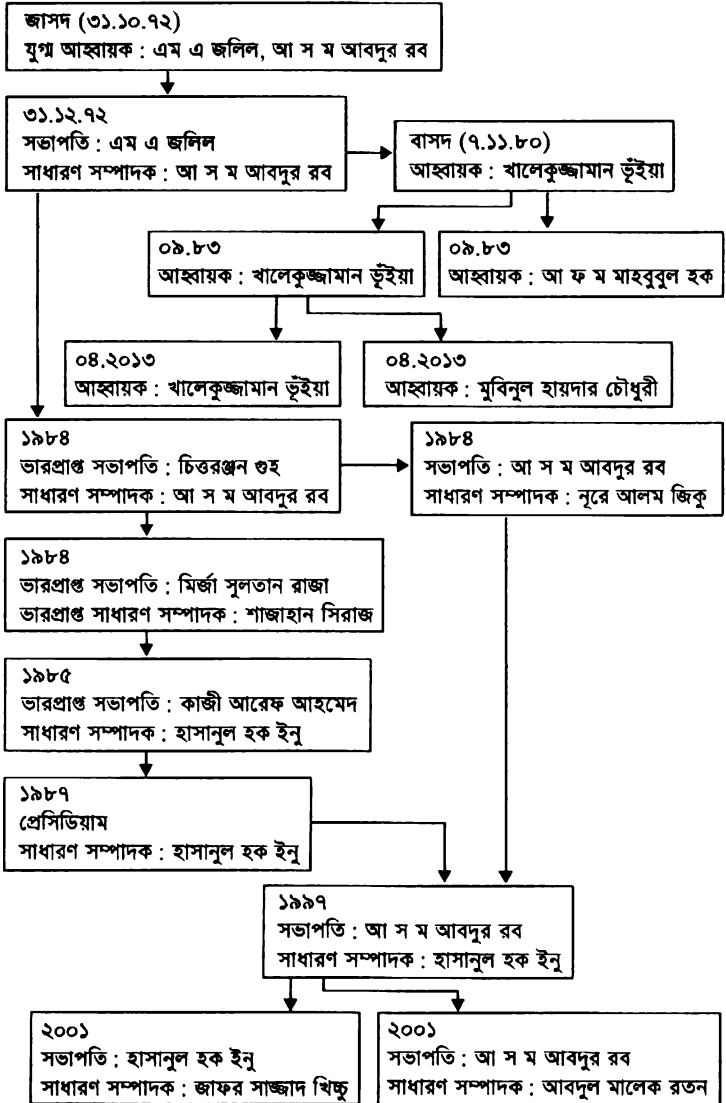 জাসদ (৩১.১০.৭২)
যুগ্ম আহ্বায়ক : এম এ জলিল, আ স ম আবদুর রব
৩১.১২.৭২
সভাপতি : এম এ জলিল
সাধারণ সম্পাদক : আ স ম আবদুর রব
বাসদ (৭.১১.৮০)
আহ্বায়ক : খালেকুজ্জামান ভূঁইয়া
০৯.৮৩
আহ্বায়ক : খালেকুজ্জামান ভূঁইয়া
০৯.৮৩
আহ্বায়ক : আ ফ ম মাহবুবুল হক
০৪.২০১৩
আহ্বায়ক : খালেকুজ্জামান ভূঁইয়া
০৪.২০১৩
আহ্বায়ক : মুবিনুল হায়দার চৌধুরী
১৯৮৪
ভারপ্রাপ্ত সভাপতি : চিত্তরঞ্জন গুহ
সাধারণ সম্পাদক : আ স ম আবদুর রব
১৯৮৪
সভাপতি : আ স ম আবদুর রব
সাধারণ সম্পাদক : নূরে আলম জিকু
১৯৮৪
ভারপ্রাপ্ত সভাপতি : মির্জা সুলতান রাজা
ভারপ্রাপ্ত সাধারণ সম্পাদক : শাজাহান সিরাজ
১৯৮৫
ভারপ্রাপ্ত সভাপতি : কাজী আরেফ আহমেদ
সাধারণ সম্পাদক : হাসানুল হক ইনু
১৯৮৭
প্রেসিডিয়াম
সাধারণ সম্পাদক : হাসানুল হক ইনু
১৯৯৭
সভাপতি : আ স ম আবদুর রব
সাধারণ সম্পাদক : হাসানুল হক ইনু
২০০১
সভাপতি : হাসানুল হক ইনু
সাধারণ সম্পাদক : জাফর সাজ্জাদ খিচ্চু
২০০১
সভাপতি : আ স ম আবদুর রব
সাধারণ সম্পাদক : আবদুল মালেক রতন